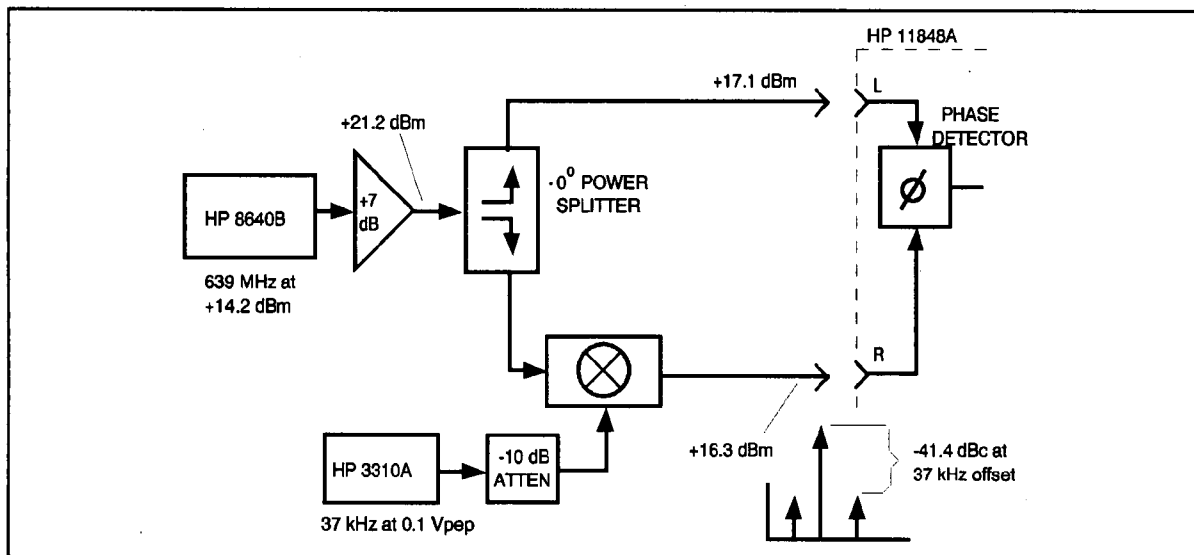 HP 11848A
+17.1 dBm
L
PHASE
DETECTOR
+21.2 dBm
-0⁰ POWER
SPLITTER
ϕ
HP 8640B
+7
dB
639 MHz at
+14.2 dBm
R
+16.3 dBm
-41.4 dBc at
37 kHz offset
HP 3310A
-10 dB
ATTEN
37 kHz at 0.1 Vpep